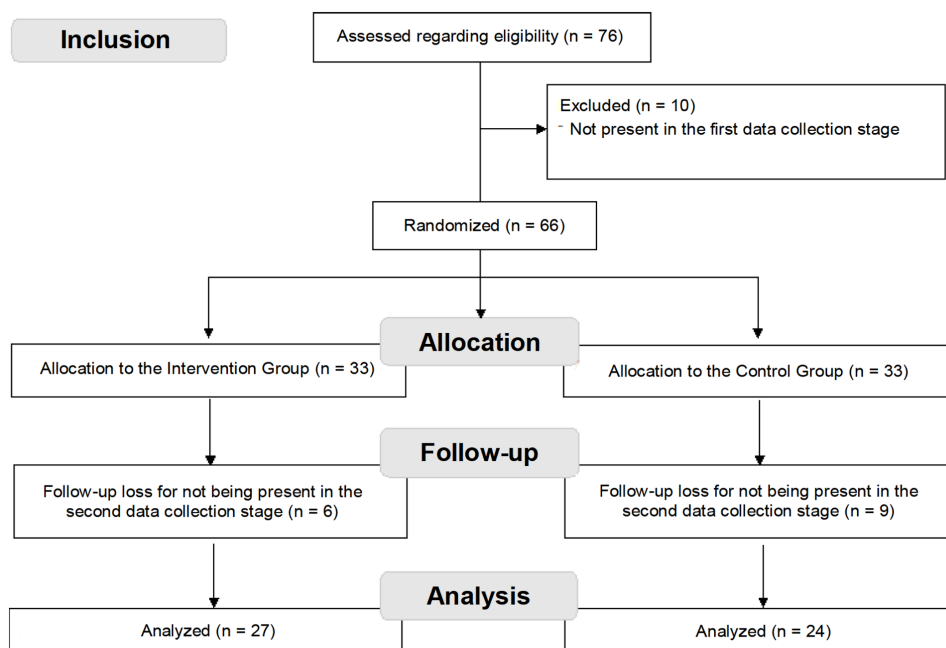 Inclusion
Assessed regarding eligibility (n = 76)
Excluded (n = 10)
- Not present in the first data collection stage
Randomized (n = 66)
Allocation
Allocation to the Intervention Group (n = 33)
Allocation to the Control Group (n = 33)
Follow-up
Follow-up loss for not being present in the
second data collection stage (n = 6)
Follow-up loss for not being present in the
second data collection stage (n = 9)
Analysis
Analyzed (n = 27)
Analyzed (n = 24)